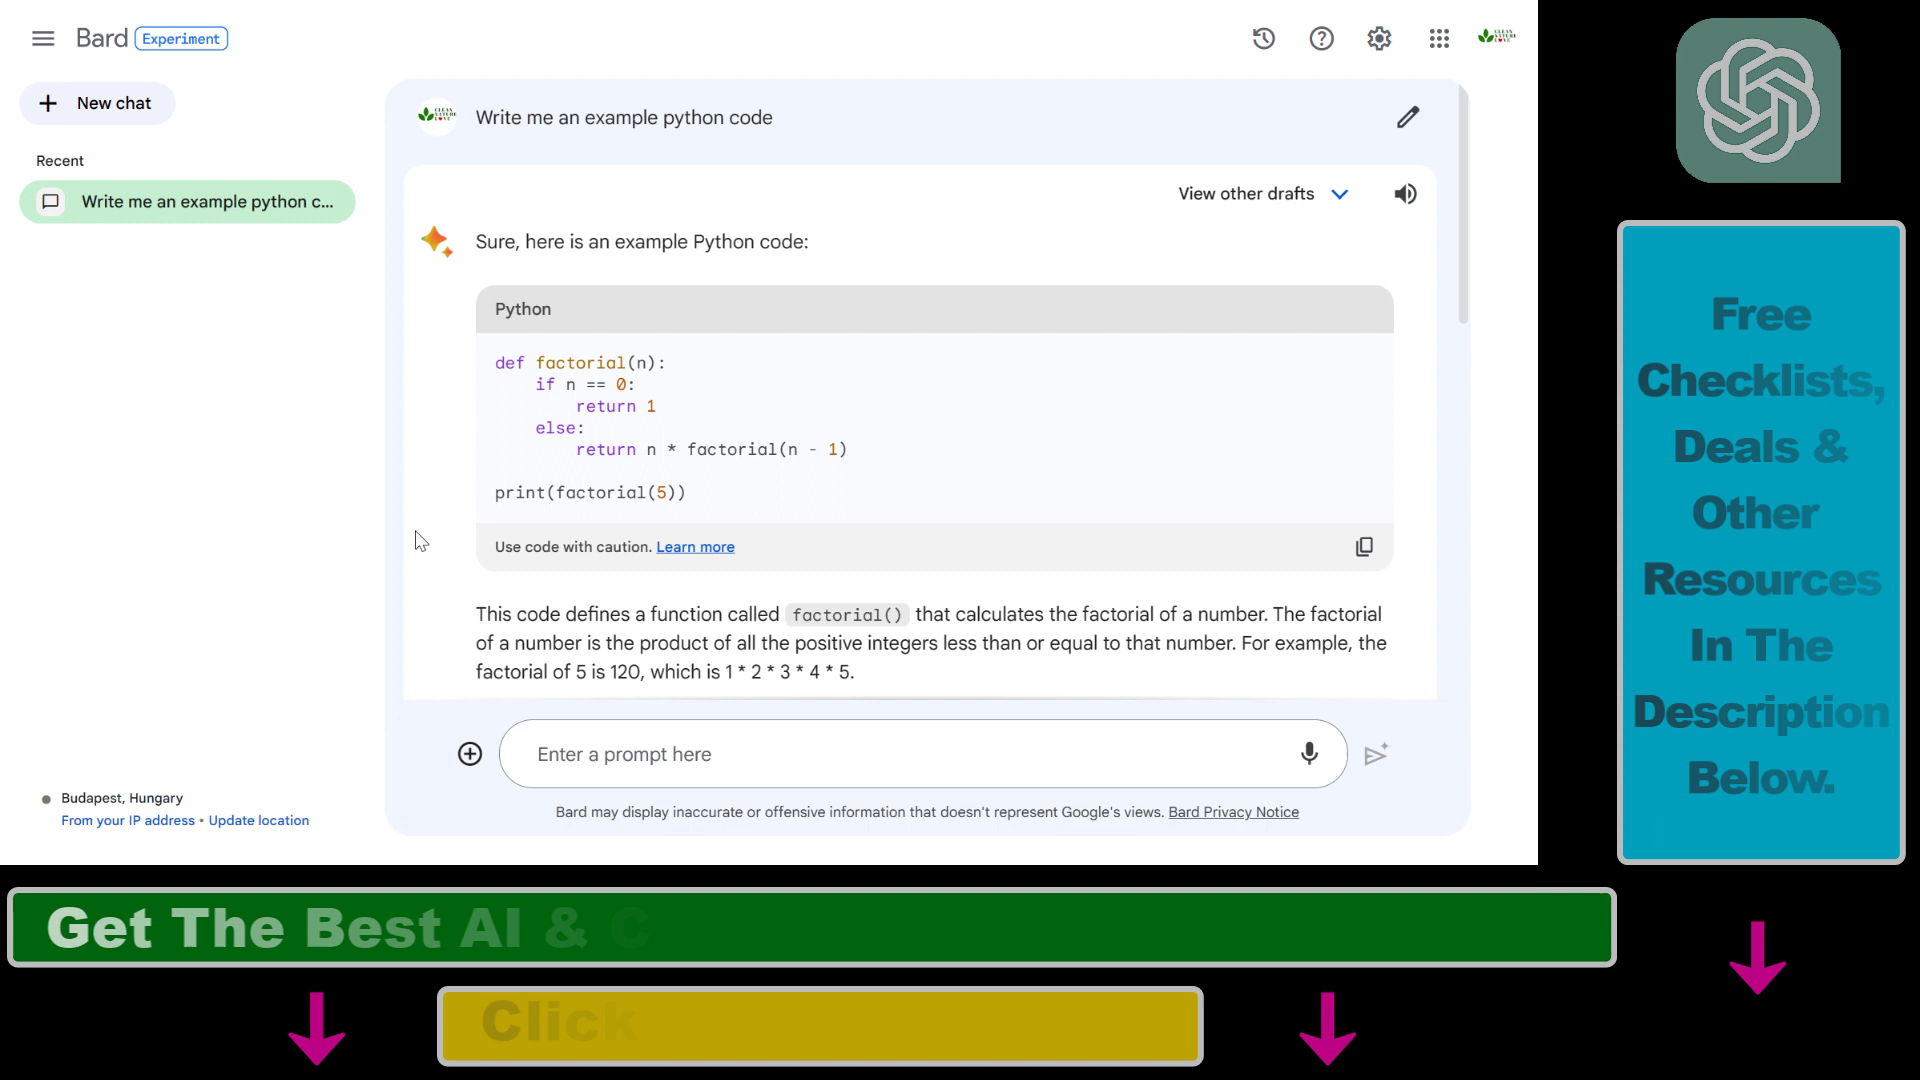 Bard Experiment
New chat
Recent
Write me an example python c...
Budapest, Hungary
From your IP address • Update location
Write me an example python code
View other drafts
Sure, here is an example Python code:
Python
def factorial(n):
    if n == 0:
        return 1
    else:
        return n * factorial(n - 1)
print(factorial(5))
Use code with caution. Learn more
This code defines a function called factorial() that calculates the factorial of a number. The factorial
of a number is the product of all the positive integers less than or equal to that number. For example, the
factorial of 5 is 120, which is 1 * 2 * 3 * 4 * 5.
Enter a prompt here
Bard may display inaccurate or offensive information that doesn't represent Google's views. Bard Privacy Notice
Free
Checklists,
Deals &
Other
Resources
In The
Description
Below.
Get The Best AI & C
Click